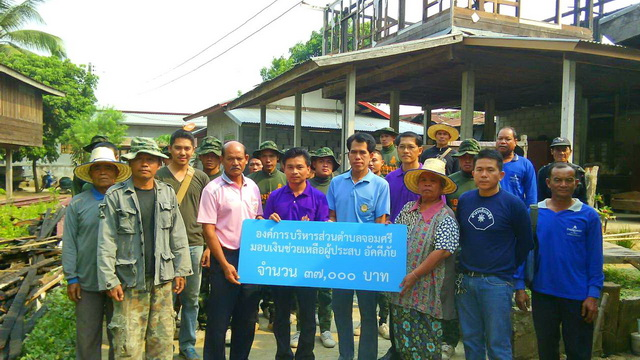 องค์การบริหารส่วนตำบลจอมศรี
มอบเงินช่วยเหลือผู้ประสบ อัคคีภัย
จำนวน ๓๗,๐๐๐ บาท